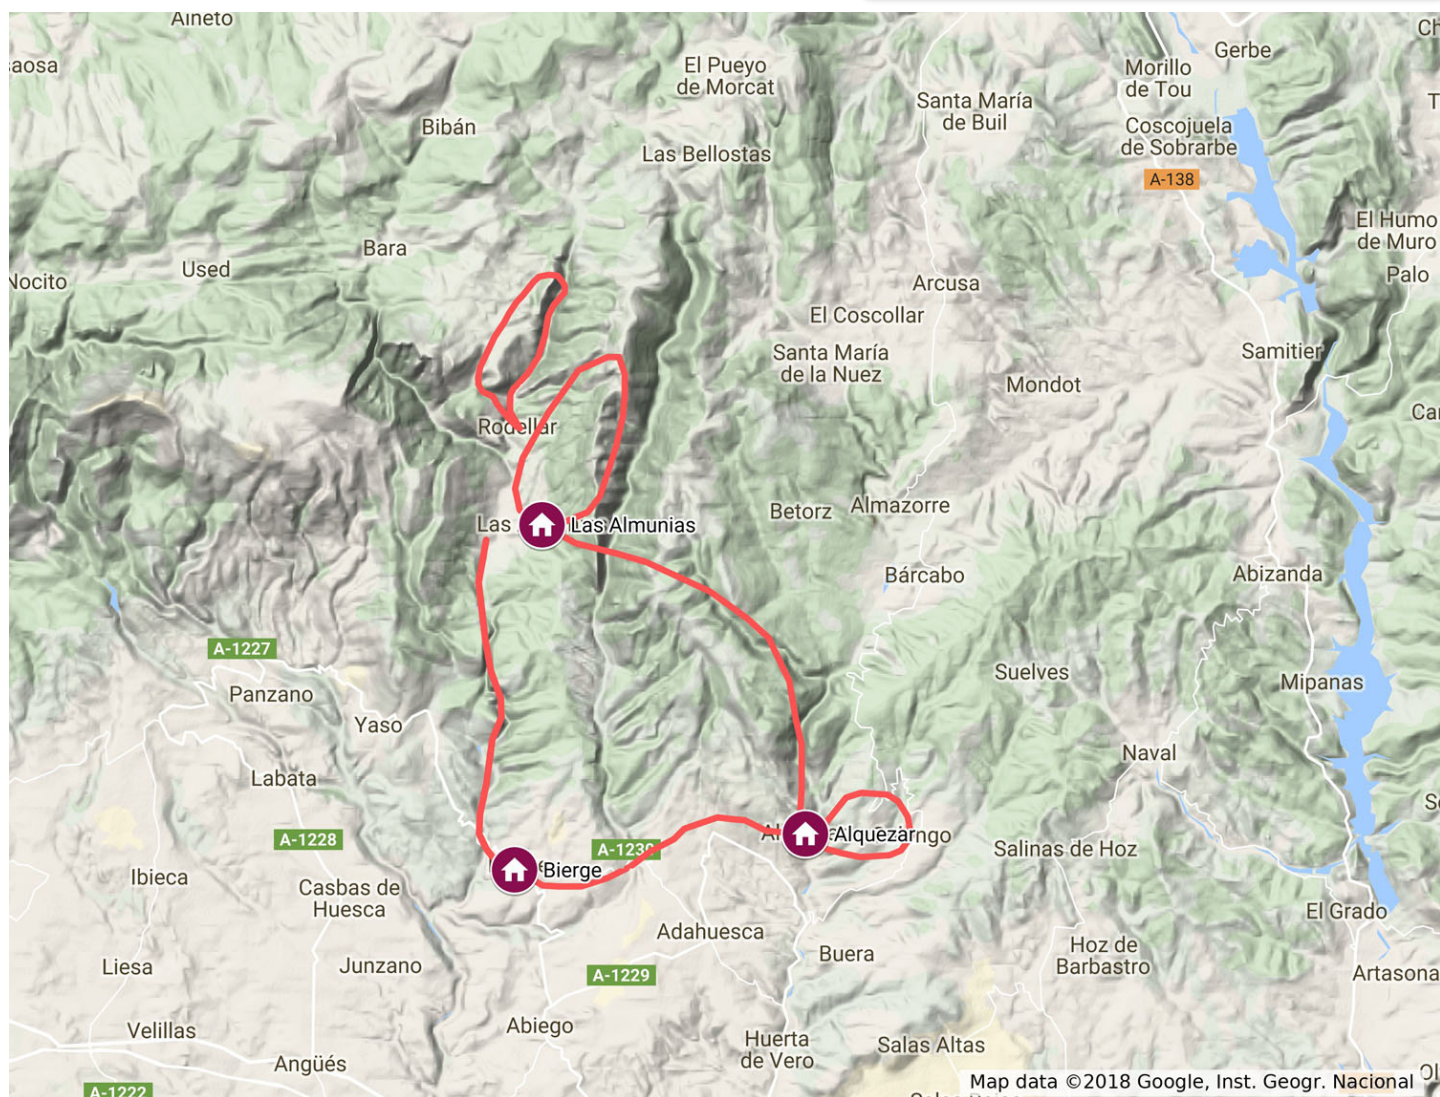 Aineto
Gerbe
El Pueyo
de Morcat
Morillo
de Tou
Santa María
de Buil
Bibán
Coscojuela
de Sobrarbe
Las Bellostas
A-138
El Humo
de Muro
Bara
Used
Nocito
Palo
Arcusa
El Coscollar
Santa María
de la Nuez
Samitier
Mondot
Rodellar
Betorz
Almazorre
Las
Las Almunias
Bárcabo
Abizanda
A-1227
Suelves
Mipanas
Panzano
Yaso
Naval
Labata
A-1228
Alquezar
A-1230
Salinas de Hoz
Bierge
Ibieca
Casbas de
Huesca
El Grado
Adahuesca
Hoz de
Barbastro
Buera
Liesa
Junzano
A-1229
Artasona
Velillas
Abiego
Huerta
de Vero
Salas Altas
Angüés
Map data ©2018 Google, Inst. Geogr. Nacional
A-1222